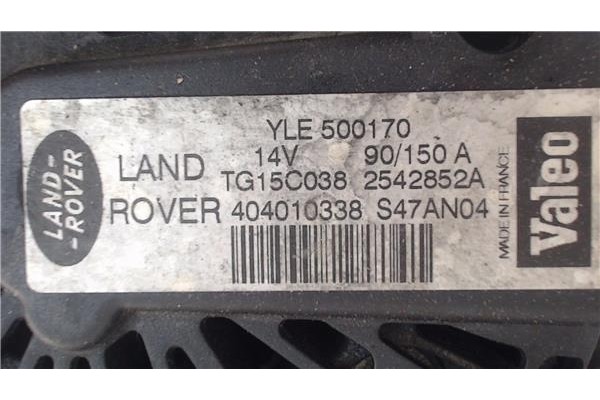 LAND-
-ROVER
LAND
ROVER
YLE 500170
14V 90/150 A
TG15C038 2542852A
404010338 S47AN04
MADE IN FRANCE
Valeo